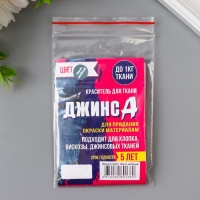 ЦВЕТ
ДО 1КГ
ТКАНИ
КРАСИТЕЛЬ ДЛЯ ТКАНИ
ДЖИНСА
ДЛЯ ПРИДАНИЯ
ОКРАСКИ МАТЕРИАЛАМ
ПОДХОДИТ ДЛЯ ХЛОПКА,
ВИСКОЗЫ, ДЖИНСОВЫХ ТКАНЕЙ
СРОК ГОДНОСТИ 5 ЛЕТ